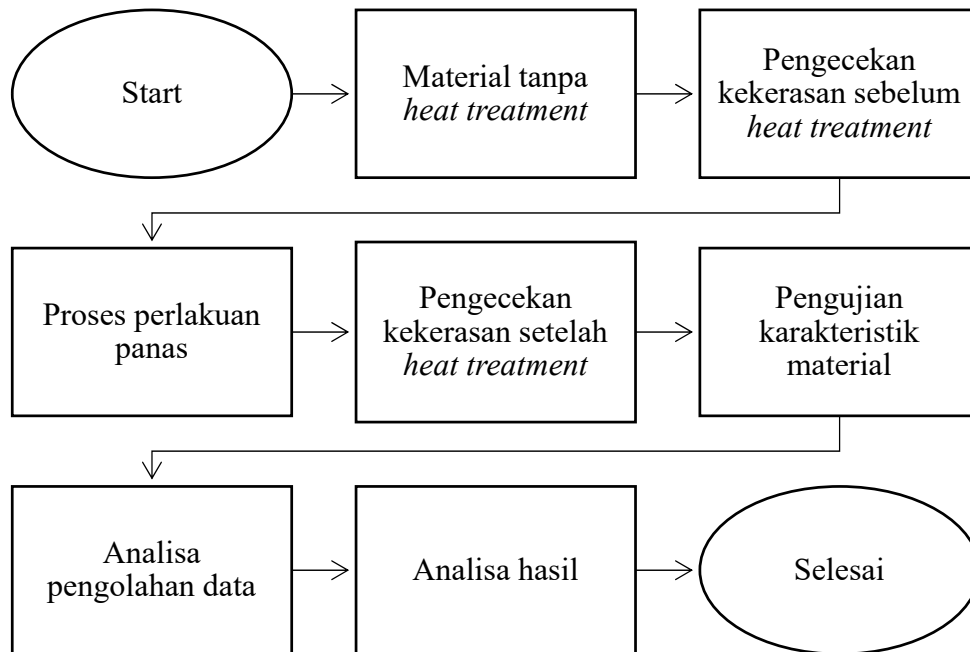 Start
Material tanpa
heat treatment
Pengecekan
kekerasan sebelum
heat treatment
Proses perlakuan
panas
Pengecekan
kekerasan setelah
heat treatment
Pengujian
karakteristik
material
Analisa
pengolahan data
Analisa hasil
Selesai